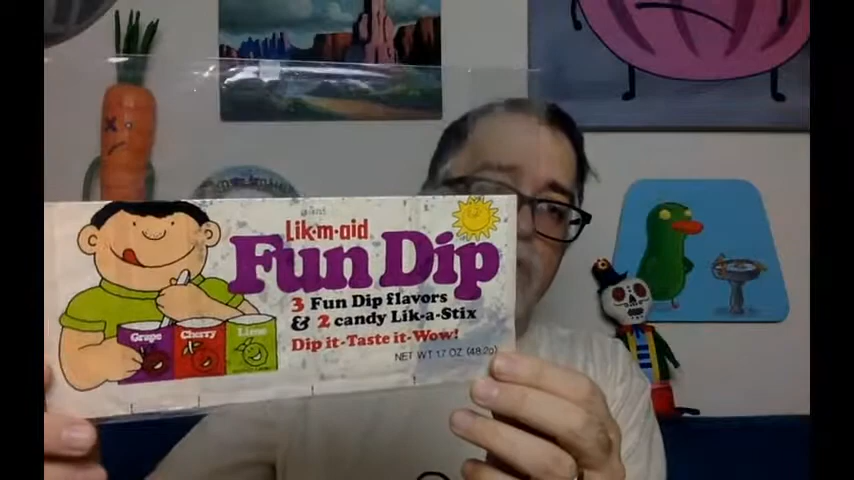 Lik-m-aid
Fun Dip
3 Fun Dip flavors
& 2 candy Lik-a-Stix
Dip it-Taste it-Wow!
NET WT 1.7 OZ. (48.2g)
Grape
Cherry
Lime